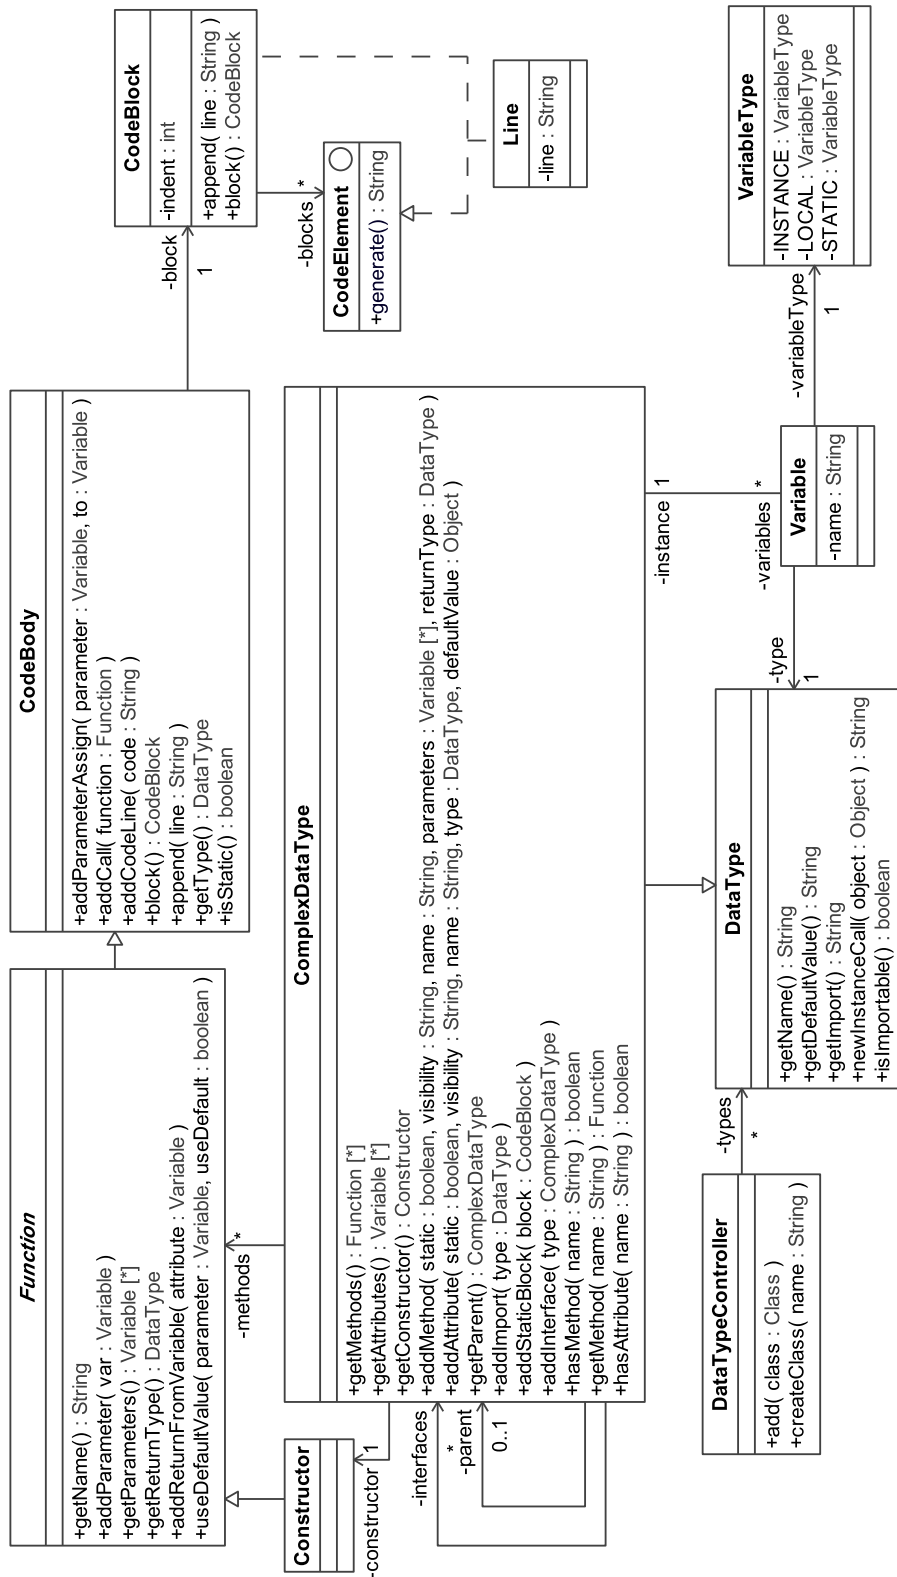 Function
+getName() : String
+addParameter( var : Variable )
+getParameters() : Variable [*]
+getReturnType() : DataType
+addReturnFromVariable( attribute : Variable )
+useDefaultValue( parameter : Variable, useDefault : boolean )
CodeBody
+addParameterAssign( parameter : Variable, to : Variable )
+addCall( function : Function )
+addCodeLine( code : String )
+block() : CodeBlock
+append( line : String )
+getType() : DataType
+isStatic() : boolean
-block
1
CodeBlock
-indent : int
+append( line : String )
+block() : CodeBlock
-blocks
*
CodeElement
+generate() : String
Line
-line : String
Constructor
-constructor
1
-methods
*
-interfaces
*
-parent
0..1
ComplexDataType
+getMethods() : Function [*]
+getAttributes() : Variable [*]
+getConstructor() : Constructor
+addMethod( static : boolean, visibility : String, name : String, parameters : Variable [*], returnType : DataType )
+addAttribute( static : boolean, visibility : String, name : String, type : DataType, defaultValue : Object )
+getParent() : ComplexDataType
+addImport( type : DataType )
+addStaticBlock( block : CodeBlock )
+addInterface( type : ComplexDataType )
+hasMethod( name : String ) : boolean
+getMethod( name : String ) : Function
+hasAttribute( name : String ) : boolean
-instance
1
-variables
*
DataTypeController
+add( class : Class )
+createClass( name : String )
-types
*
DataType
+getName() : String
+getDefaultValue() : String
+getImport() : String
+newInstanceCall( object : Object ) : String
+isImportable() : boolean
-type
1
Variable
-name : String
-variableType
1
VariableType
-INSTANCE : VariableType
-LOCAL : VariableType
-STATIC : VariableType